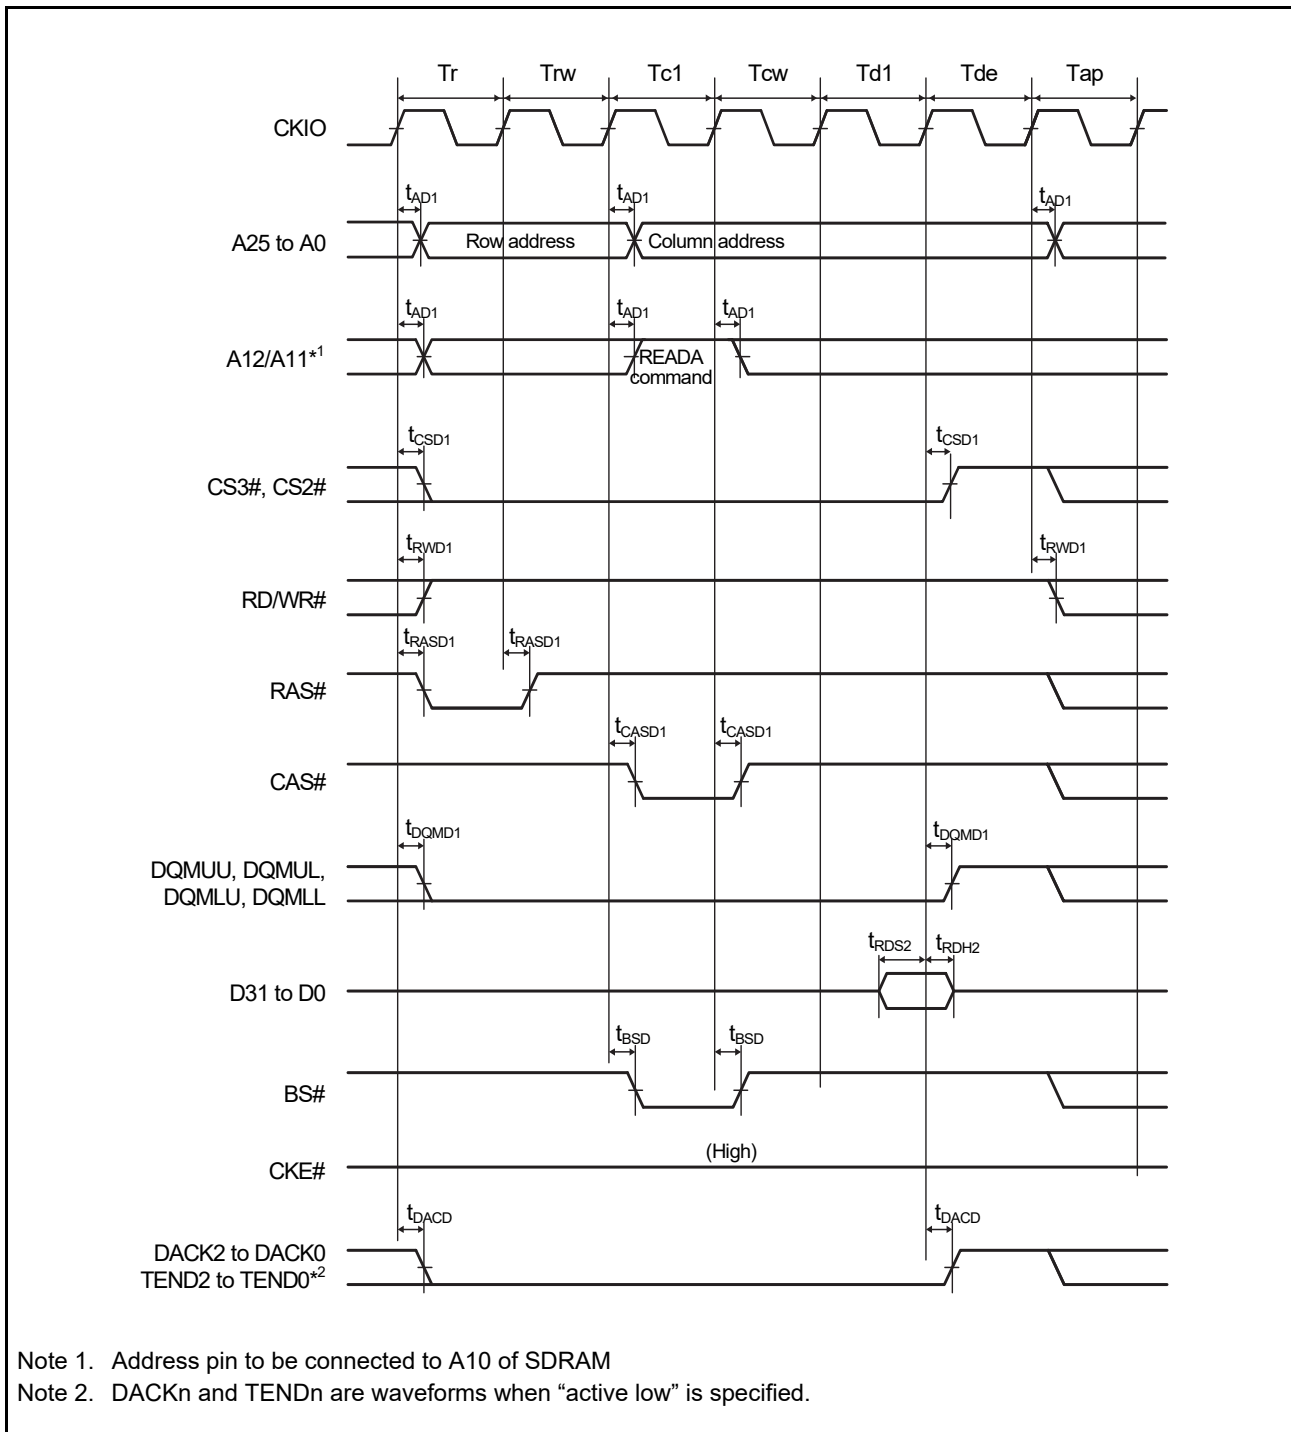 Tr Trw Tc1 Tcw Td1 Tde Tap
CKIO
tAD1 tAD1 tAD1
A25 to A0 Row address Column address
tAD1 tAD1 tAD1
A12/A11*1 READA
command
tCSD1 tCSD1
CS3#, CS2#
tRWD1 tRWD1
RD/WR#
tRASD1 tRASD1
RAS#
tCASD1 tCASD1
CAS#
tDQMD1 tDQMD1
DQMUU, DQMUL,
DQMLU, DQMLL
tRDS2 tRDH2
D31 to D0
tBSD tBSD
BS#
(High)
CKE#
tDACD tDACD
DACK2 to DACK0
TEND2 to TEND0*2
Note 1. Address pin to be connected to A10 of SDRAM
Note 2. DACKn and TENDn are waveforms when “active low” is specified.